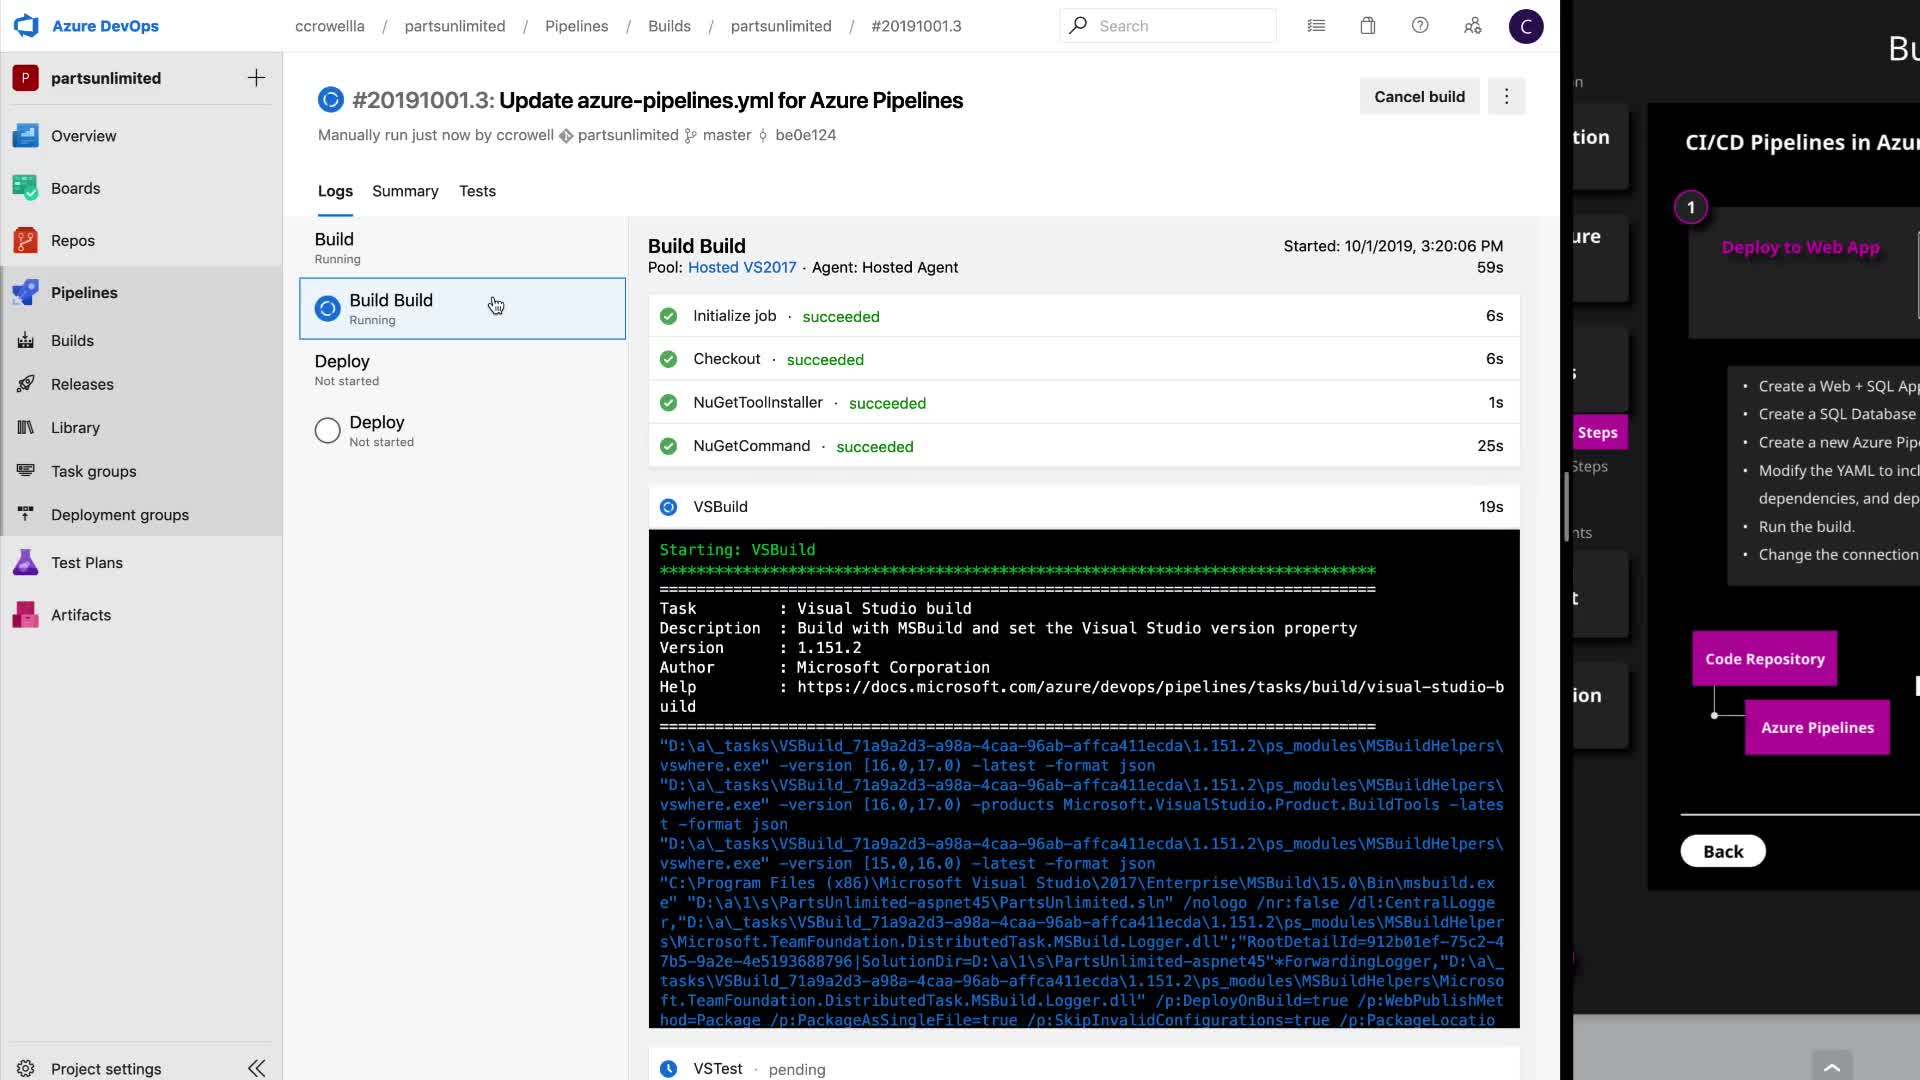 Azure DevOps
ccrowellla / partsunlimited / Pipelines / Builds / partsunlimited / #20191001.3
Search
C
P partsunlimited
Overview
Boards
Repos
Pipelines
Builds
Releases
Library
Task groups
Deployment groups
Test Plans
Artifacts
Project settings
#20191001.3: Update azure-pipelines.yml for Azure Pipelines
Manually run just now by ccrowell partsunlimited master be0e124
Cancel build
Logs Summary Tests
Build
Running
Build Build
Running
Deploy
Not started
Deploy
Not started
Build Build
Pool: Hosted VS2017 · Agent: Hosted Agent
Started: 10/1/2019, 3:20:06 PM
59s
Initialize job · succeeded 6s
Checkout · succeeded 6s
NuGetToolInstaller · succeeded 1s
NuGetCommand · succeeded 25s
VSBuild 19s
Starting: VSBuild
******************************************************************************
==============================================================================
Task         : Visual Studio build
Description  : Build with MSBuild and set the Visual Studio version property
Version      : 1.151.2
Author       : Microsoft Corporation
Help         : https://docs.microsoft.com/azure/devops/pipelines/tasks/build/visual-studio-b
uild
==============================================================================
"D:\a\_tasks\VSBuild_71a9a2d3-a98a-4caa-96ab-affca411ecda\1.151.2\ps_modules\MSBuildHelpers\
vswhere.exe" -version [16.0,17.0) -latest -format json
"D:\a\_tasks\VSBuild_71a9a2d3-a98a-4caa-96ab-affca411ecda\1.151.2\ps_modules\MSBuildHelpers\
vswhere.exe" -version [16.0,17.0) -products Microsoft.VisualStudio.Product.BuildTools -lates
t -format json
"D:\a\_tasks\VSBuild_71a9a2d3-a98a-4caa-96ab-affca411ecda\1.151.2\ps_modules\MSBuildHelpers\
vswhere.exe" -version [15.0,16.0) -latest -format json
"C:\Program Files (x86)\Microsoft Visual Studio\2017\Enterprise\MSBuild\15.0\Bin\msbuild.ex
e" "D:\a\1\s\PartsUnlimited-aspnet45\PartsUnlimited.sln" /nologo /nr:false /dl:CentralLogge
r,"D:\a\_tasks\VSBuild_71a9a2d3-a98a-4caa-96ab-affca411ecda\1.151.2\ps_modules\MSBuildHelper
s\Microsoft.TeamFoundation.DistributedTask.MSBuild.Logger.dll";"RootDetailId=912b01ef-75c2-4
7b5-9a2e-4e5193688796|SolutionDir=D:\a\1\s\PartsUnlimited-aspnet45"*ForwardingLogger,"D:\a\_
tasks\VSBuild_71a9a2d3-a98a-4caa-96ab-affca411ecda\1.151.2\ps_modules\MSBuildHelpers\Microso
ft.TeamFoundation.DistributedTask.MSBuild.Logger.dll" /p:DeployOnBuild=true /p:WebPublishMet
hod=Package /p:PackageAsSingleFile=true /p:SkipInvalidConfigurations=true /p:PackageLocatio
VSTest · pending
Bu
n
tion
ure
s
Steps
Steps
nts
t
ion
CI/CD Pipelines in Azur
1
Deploy to Web App
• Create a Web + SQL App
• Create a SQL Database
• Create a new Azure Pipe
• Modify the YAML to incl
dependencies, and dep
• Run the build.
• Change the connection
Code Repository
Azure Pipelines
Back